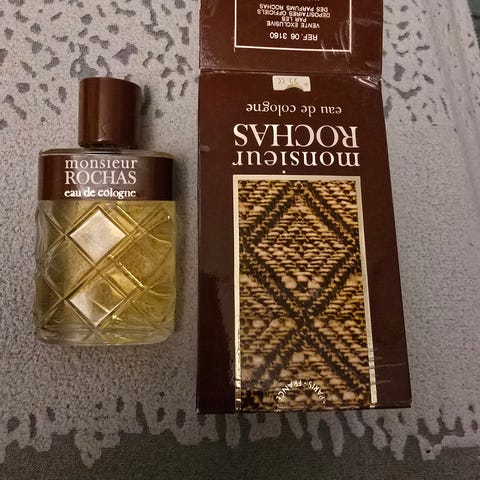 monsieur
ROCHAS
eau de cologne
REF. 06 3160
VENTE EXCLUSIVE
PAR LES
DEPOSITAIRES OFFICIELS
DES PARFUMS ROCHAS
eau de cologne
monsieur
ROCHAS
PARIS - FRANCE